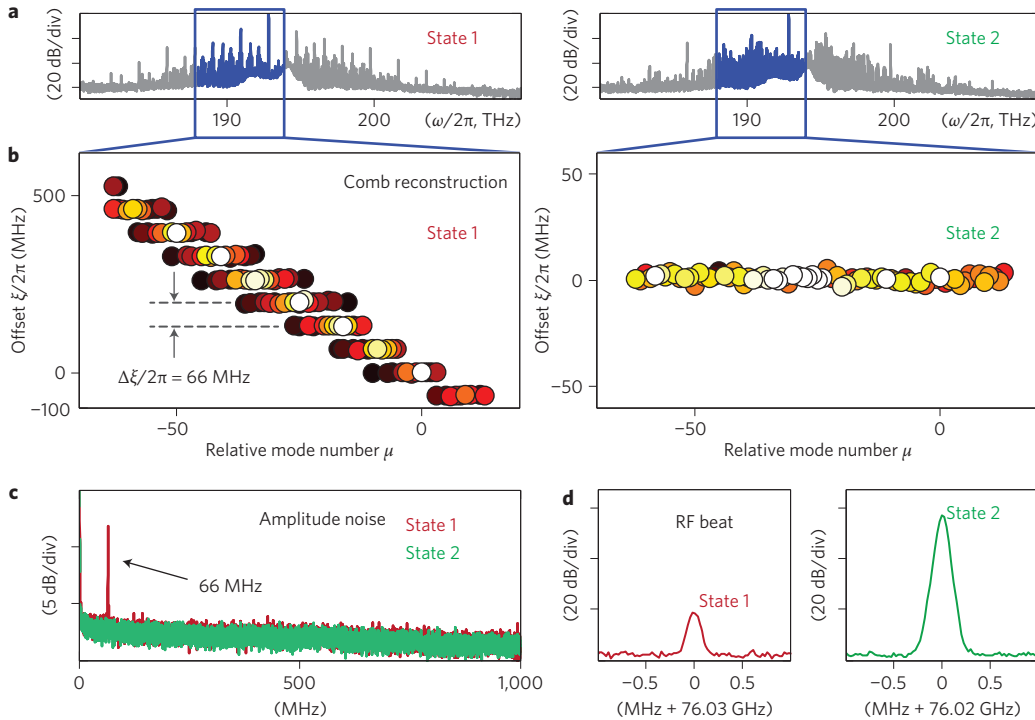 a
(20 dB/div)
State 1
190
200
(ω/2π, THz)
(20 dB/div)
State 2
190
200
(ω/2π, THz)
b
Offset ξ/2π (MHz)
500
0
−100
Comb reconstruction
State 1
Δξ/2π = 66 MHz
−50
0
Relative mode number μ
Offset ξ/2π (MHz)
50
0
−50
State 2
−50
0
Relative mode number μ
c
(5 dB/div)
Amplitude noise
State 1
State 2
66 MHz
0
500
1,000
(MHz)
d
(20 dB/div)
RF beat
State 1
−0.5
0
0.5
(MHz + 76.03 GHz)
(20 dB/div)
State 2
−0.5
0
0.5
(MHz + 76.02 GHz)